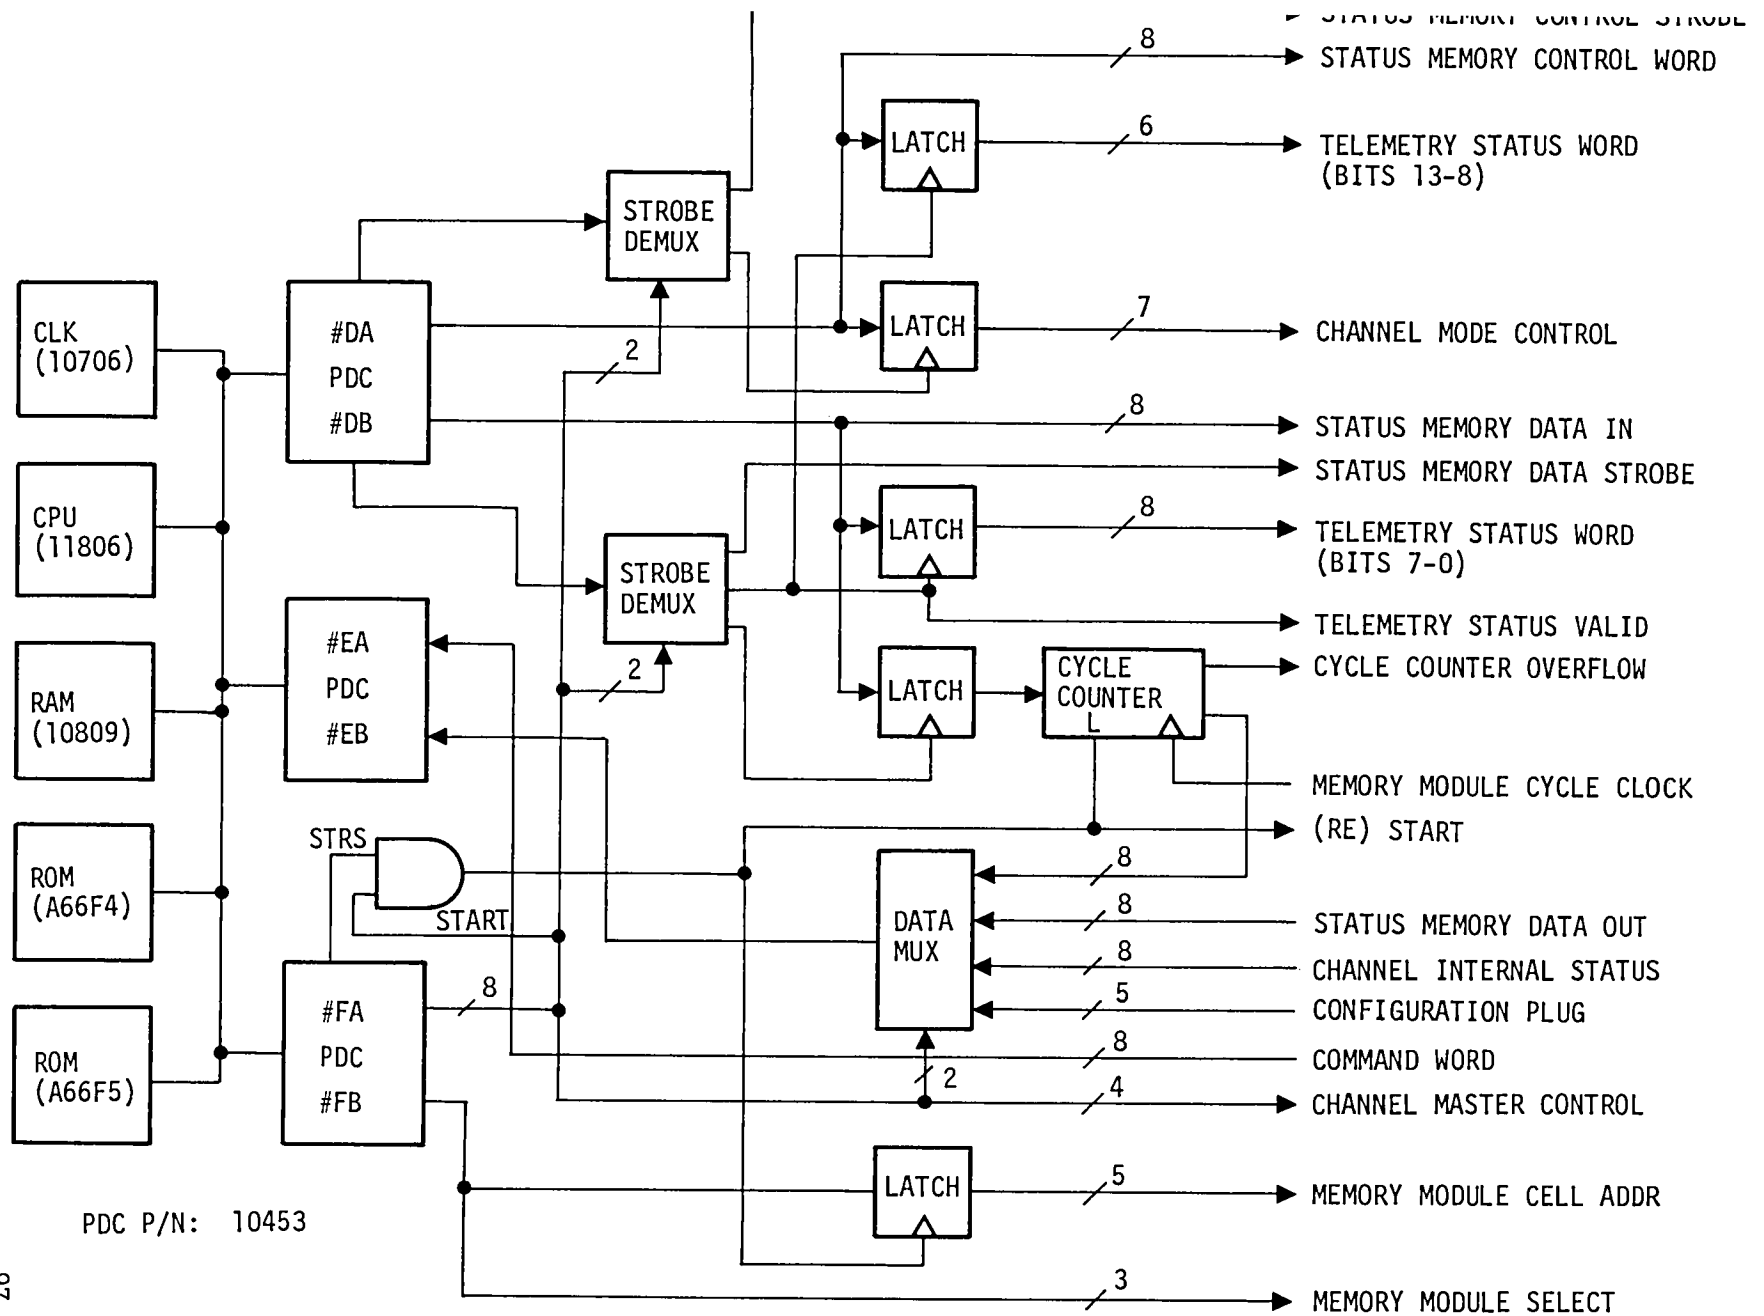 STATUS MEMORY CONTROL STROBE
8
STATUS MEMORY CONTROL WORD
LATCH
6
TELEMETRY STATUS WORD
(BITS 13-8)
STROBE
DEMUX
CLK
(10706)
#DA
PDC
#DB
LATCH
7
CHANNEL MODE CONTROL
2
8
STATUS MEMORY DATA IN
STATUS MEMORY DATA STROBE
CPU
(11806)
LATCH
8
TELEMETRY STATUS WORD
(BITS 7-0)
STROBE
DEMUX
TELEMETRY STATUS VALID
#EA
PDC
#EB
2
LATCH
CYCLE
COUNTER
L
CYCLE COUNTER OVERFLOW
RAM
(10809)
MEMORY MODULE CYCLE CLOCK
(RE) START
STRS
START
8
ROM
(A66F4)
DATA
MUX
8
STATUS MEMORY DATA OUT
8
CHANNEL INTERNAL STATUS
5
CONFIGURATION PLUG
#FA
PDC
#FB
8
ROM
(A66F5)
8
COMMAND WORD
2
4
CHANNEL MASTER CONTROL
LATCH
5
MEMORY MODULE CELL ADDR
PDC P/N: 10453
3
MEMORY MODULE SELECT